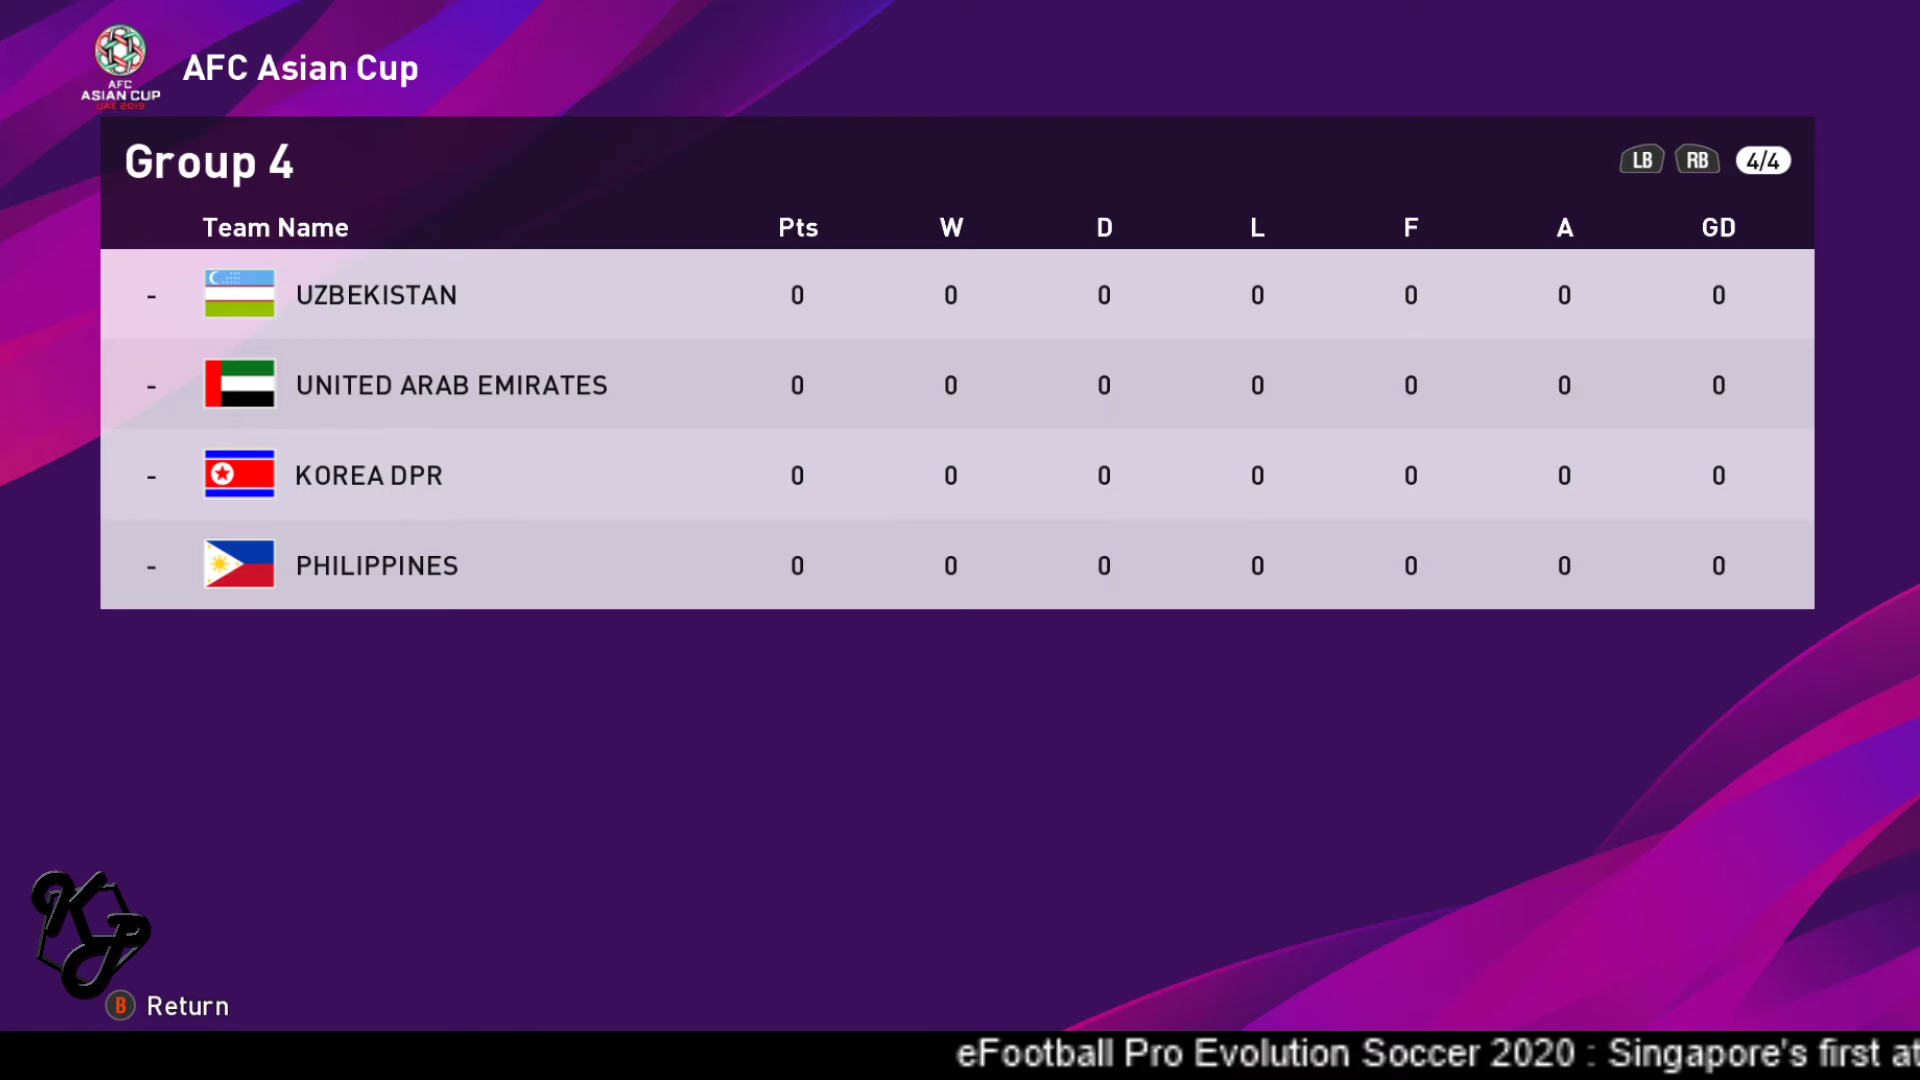 AFC
ASIAN CUP
UAE 2019
AFC Asian Cup
Group 4
LB RB 4/4
Team Name Pts W D L F A GD
- UZBEKISTAN 0 0 0 0 0 0 0
- UNITED ARAB EMIRATES 0 0 0 0 0 0 0
- KOREA DPR 0 0 0 0 0 0 0
- PHILIPPINES 0 0 0 0 0 0 0
B Return
eFootball Pro Evolution Soccer 2020 : Singapore's first at